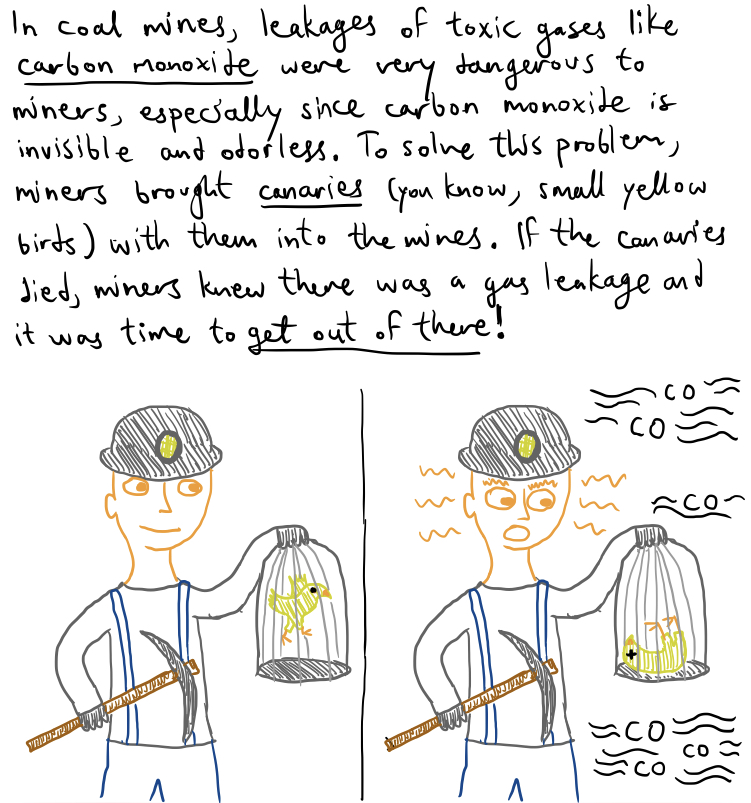 In coal mines, leakages of toxic gases like
carbon monoxide were very dangerous to
miners, especially since carbon monoxide is
invisible and odorless. To solve this problem,
miners brought canaries (you know, small yellow
birds) with them into the mines. If the canaries
died, miners knew there was a gas leakage and
it was time to get out of there!
CO
CO
CO
CO
CO
CO